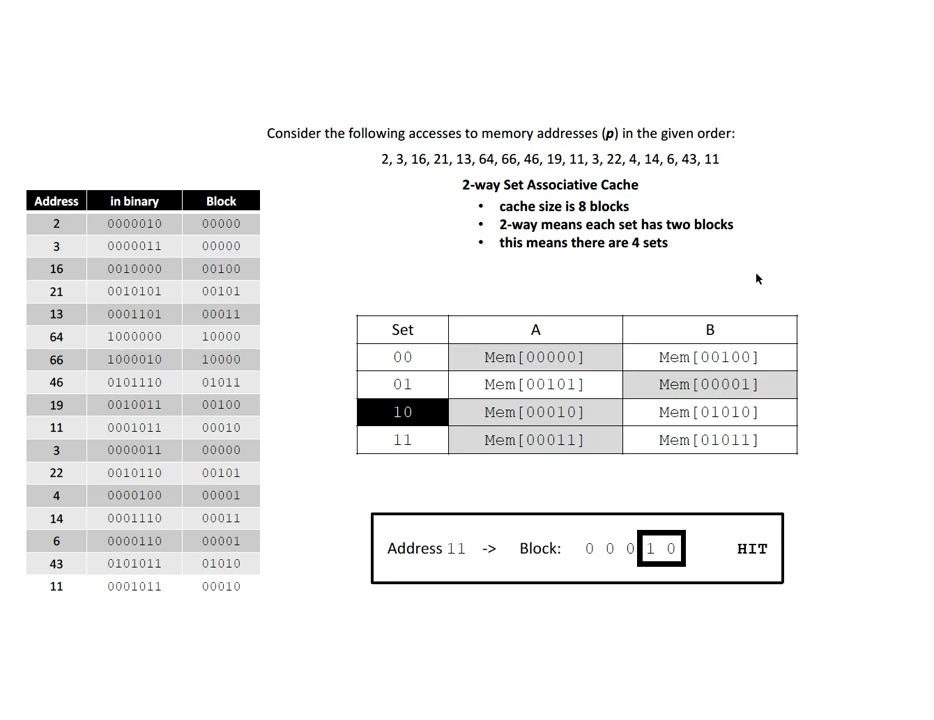 Consider the following accesses to memory addresses (p) in the given order:
2, 3, 16, 21, 13, 64, 66, 46, 19, 11, 3, 22, 4, 14, 6, 43, 11
2-way Set Associative Cache
• cache size is 8 blocks
• 2-way means each set has two blocks
• this means there are 4 sets
Address in binary Block
2 0000010 00000
3 0000011 00000
16 0010000 00100
21 0010101 00101
13 0001101 00011
64 1000000 10000
66 1000010 10000
46 0101110 01011
19 0010011 00100
11 0001011 00010
3 0000011 00000
22 0010110 00101
4 0000100 00001
14 0001110 00011
6 0000110 00001
43 0101011 01010
11 0001011 00010
Set A B
00 Mem[00000] Mem[00100]
01 Mem[00101] Mem[00001]
10 Mem[00010] Mem[01010]
11 Mem[00011] Mem[01011]
Address 11 -> Block: 0 0 0 1 0 HIT